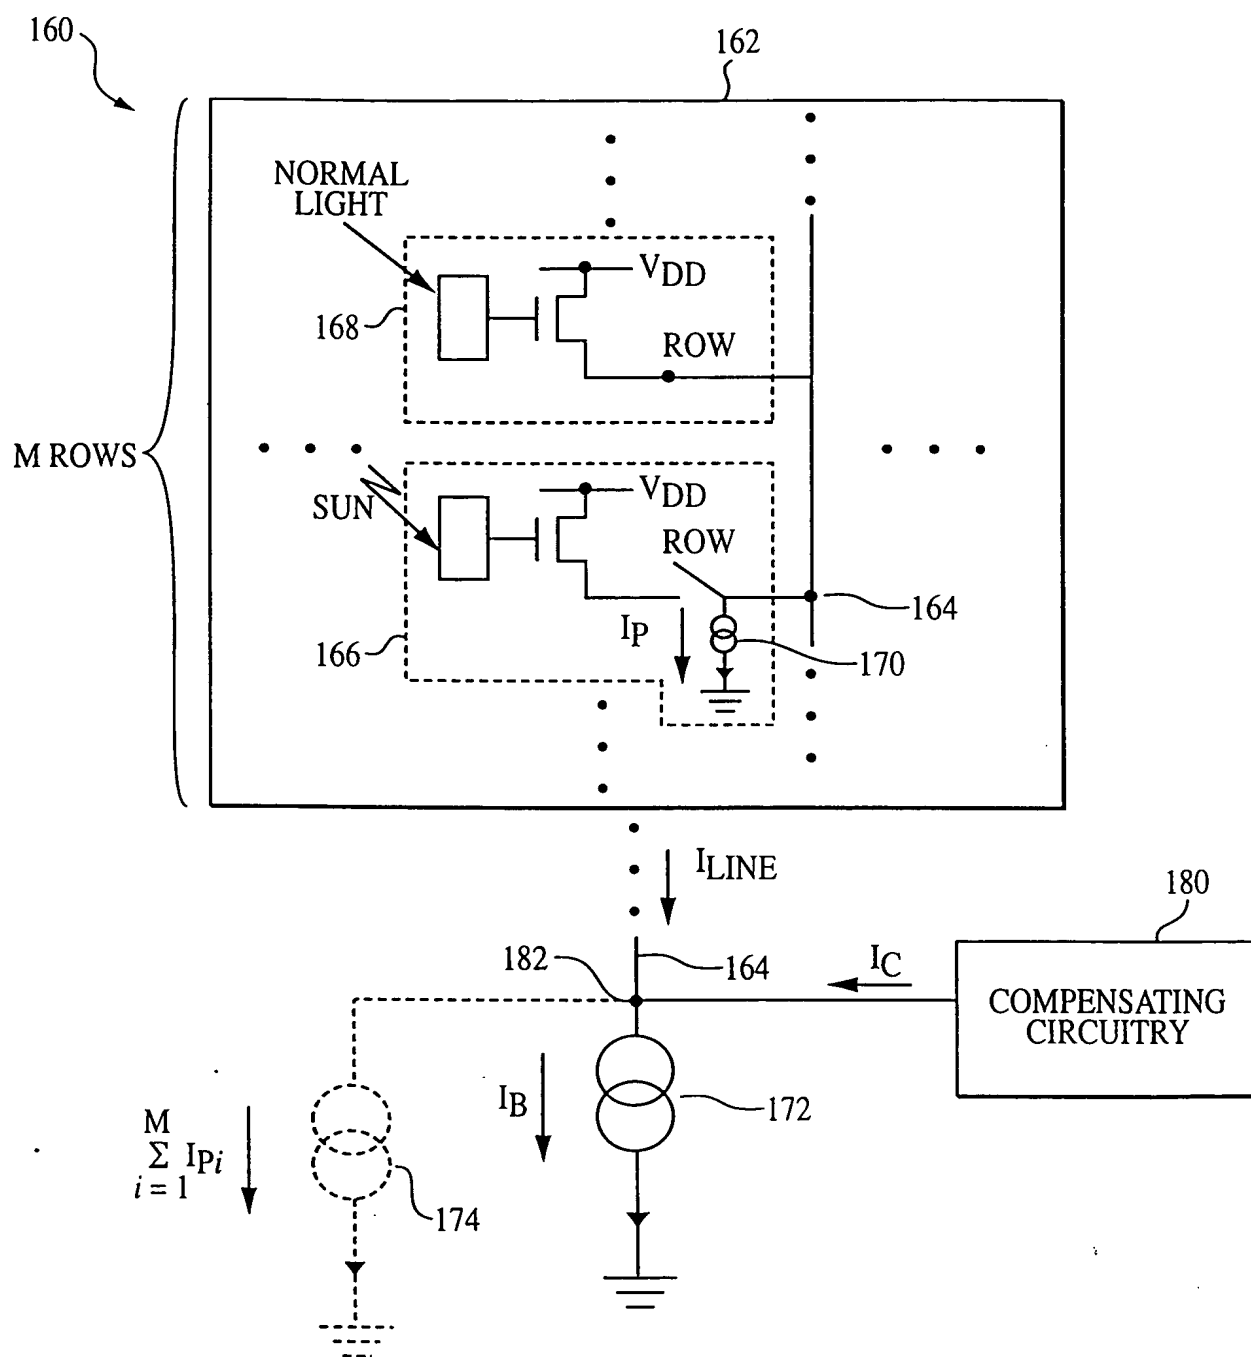 160
162
NORMAL
LIGHT
VDD
168
ROW
M ROWS
SUN
VDD
ROW
164
IP
166
170
ILINE
180
182
164
IC
COMPENSATING
CIRCUITRY
IB
172
M
Σ IPi
i = 1
174